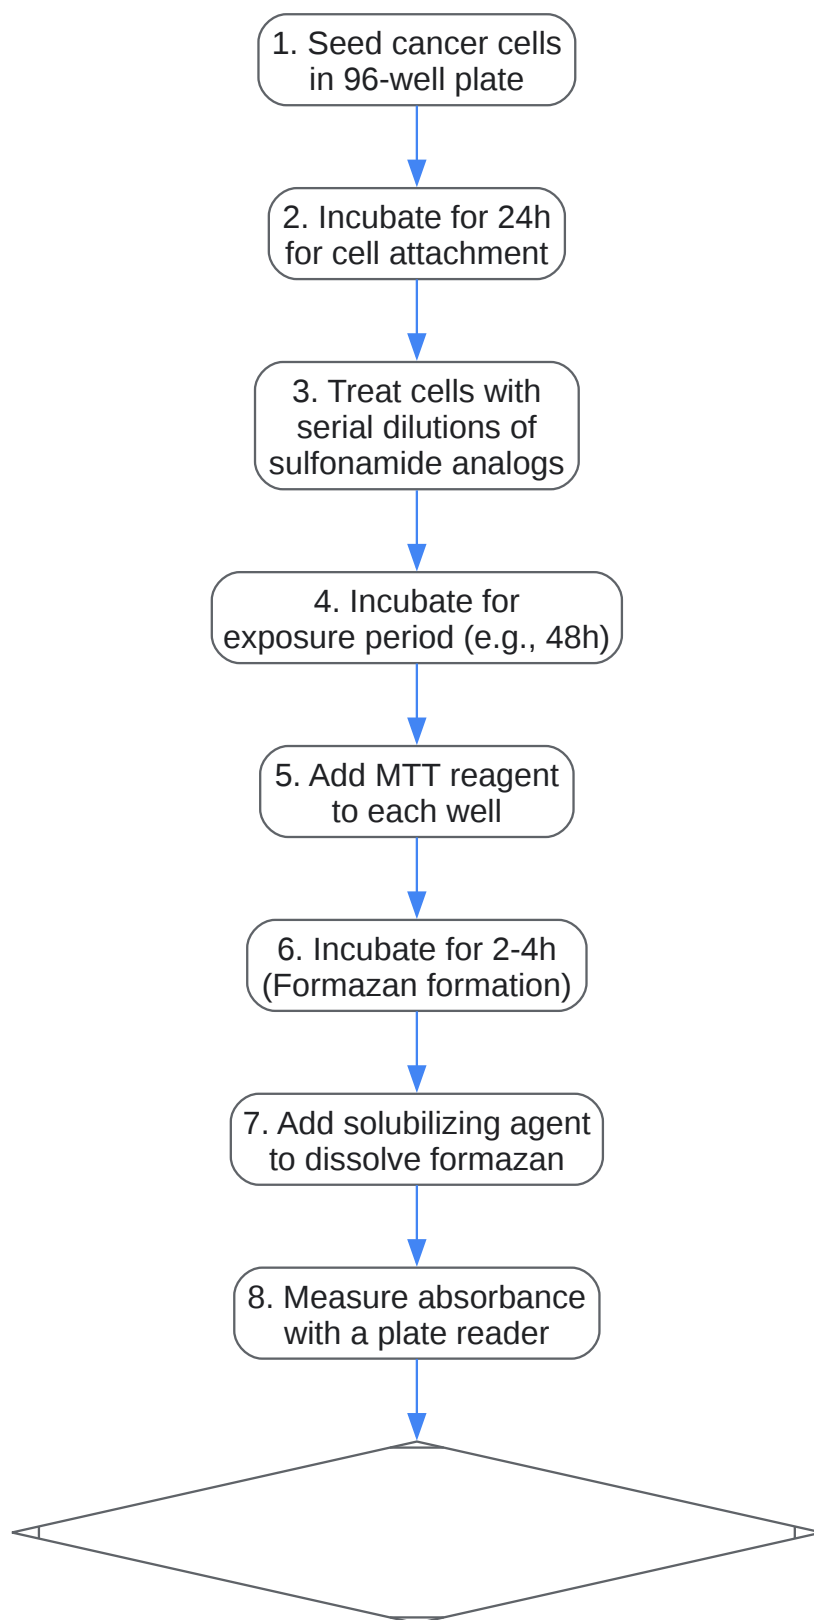 1. Seed cancer cells
in 96-well plate
2. Incubate for 24h
for cell attachment
3. Treat cells with
serial dilutions of
sulfonamide analogs
4. Incubate for
exposure period (e.g., 48h)
5. Add MTT reagent
to each well
6. Incubate for 2-4h
(Formazan formation)
7. Add solubilizing agent
to dissolve formazan
8. Measure absorbance
with a plate reader